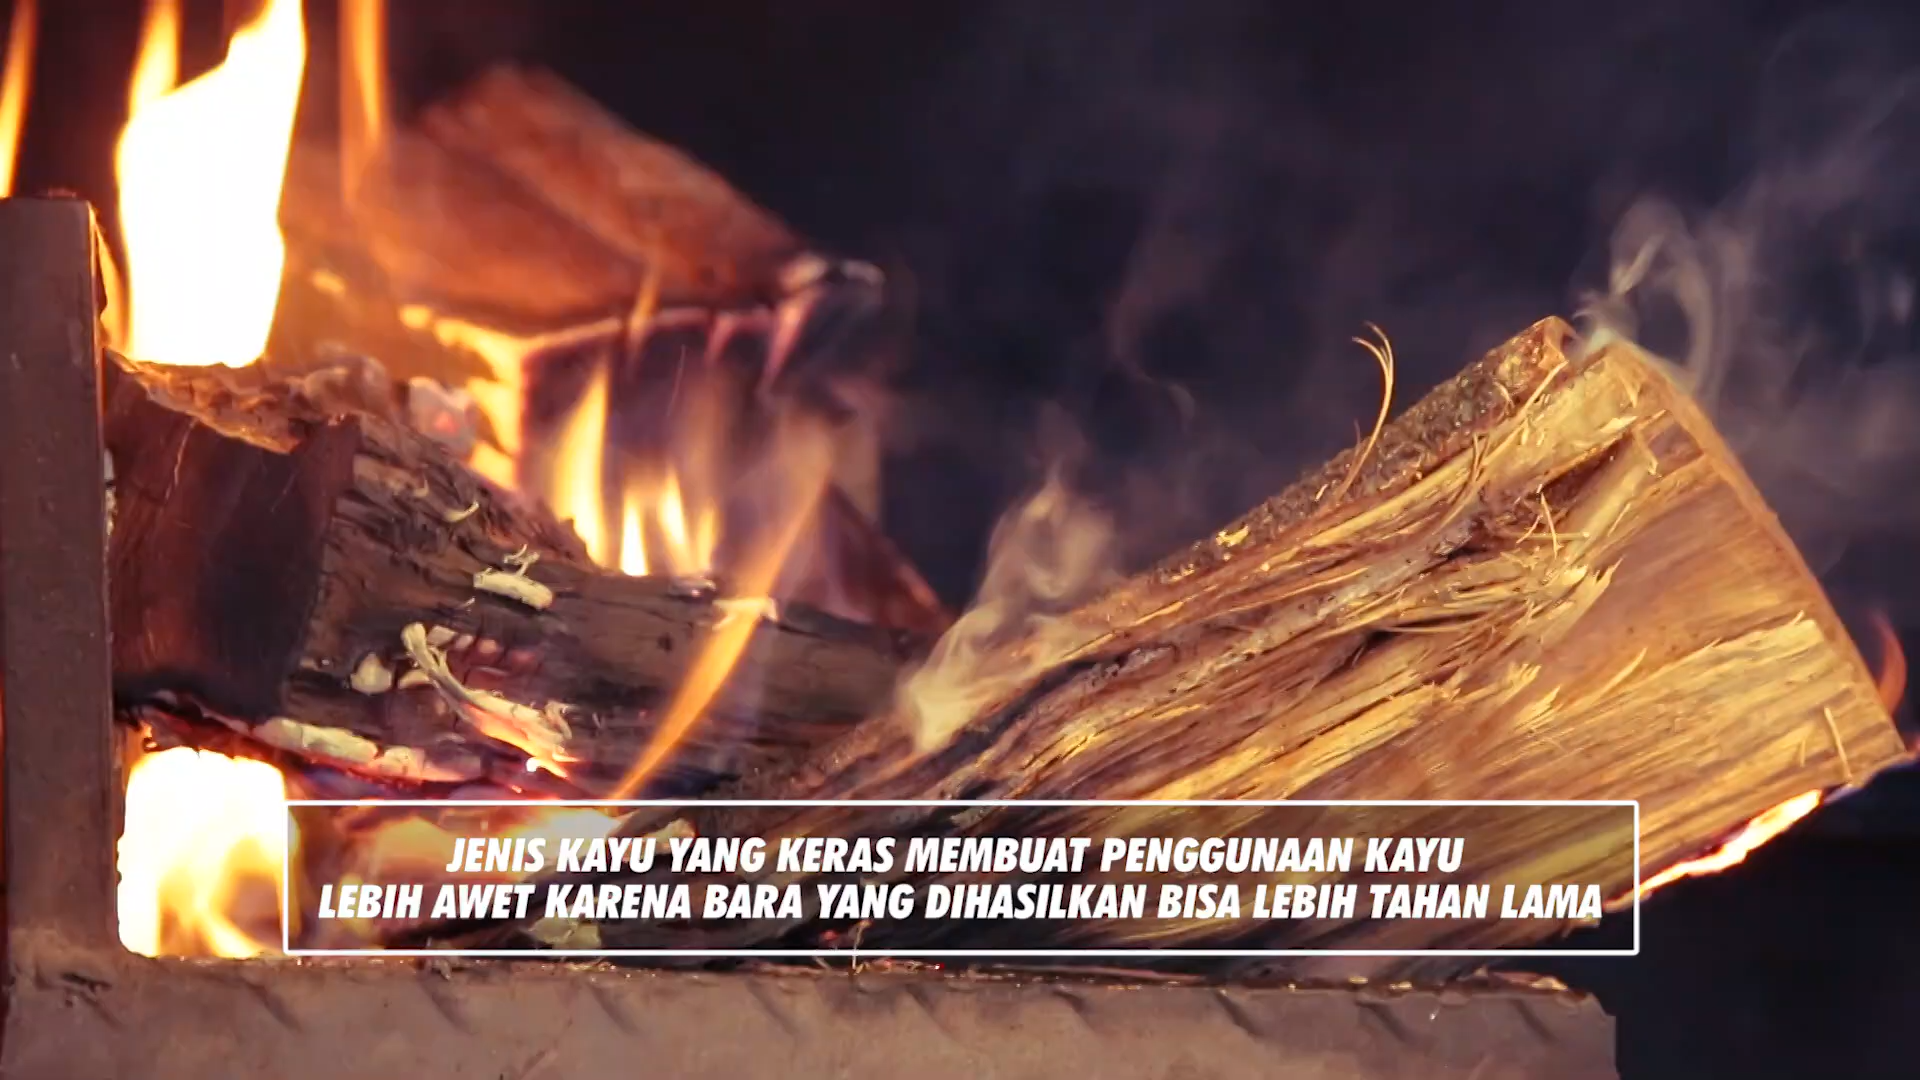 JENIS KAYU YANG KERAS MEMBUAT PENGGUNAAN KAYU
LEBIH AWET KARENA BARA YANG DIHASILKAN BISA LEBIH TAHAN LAMA